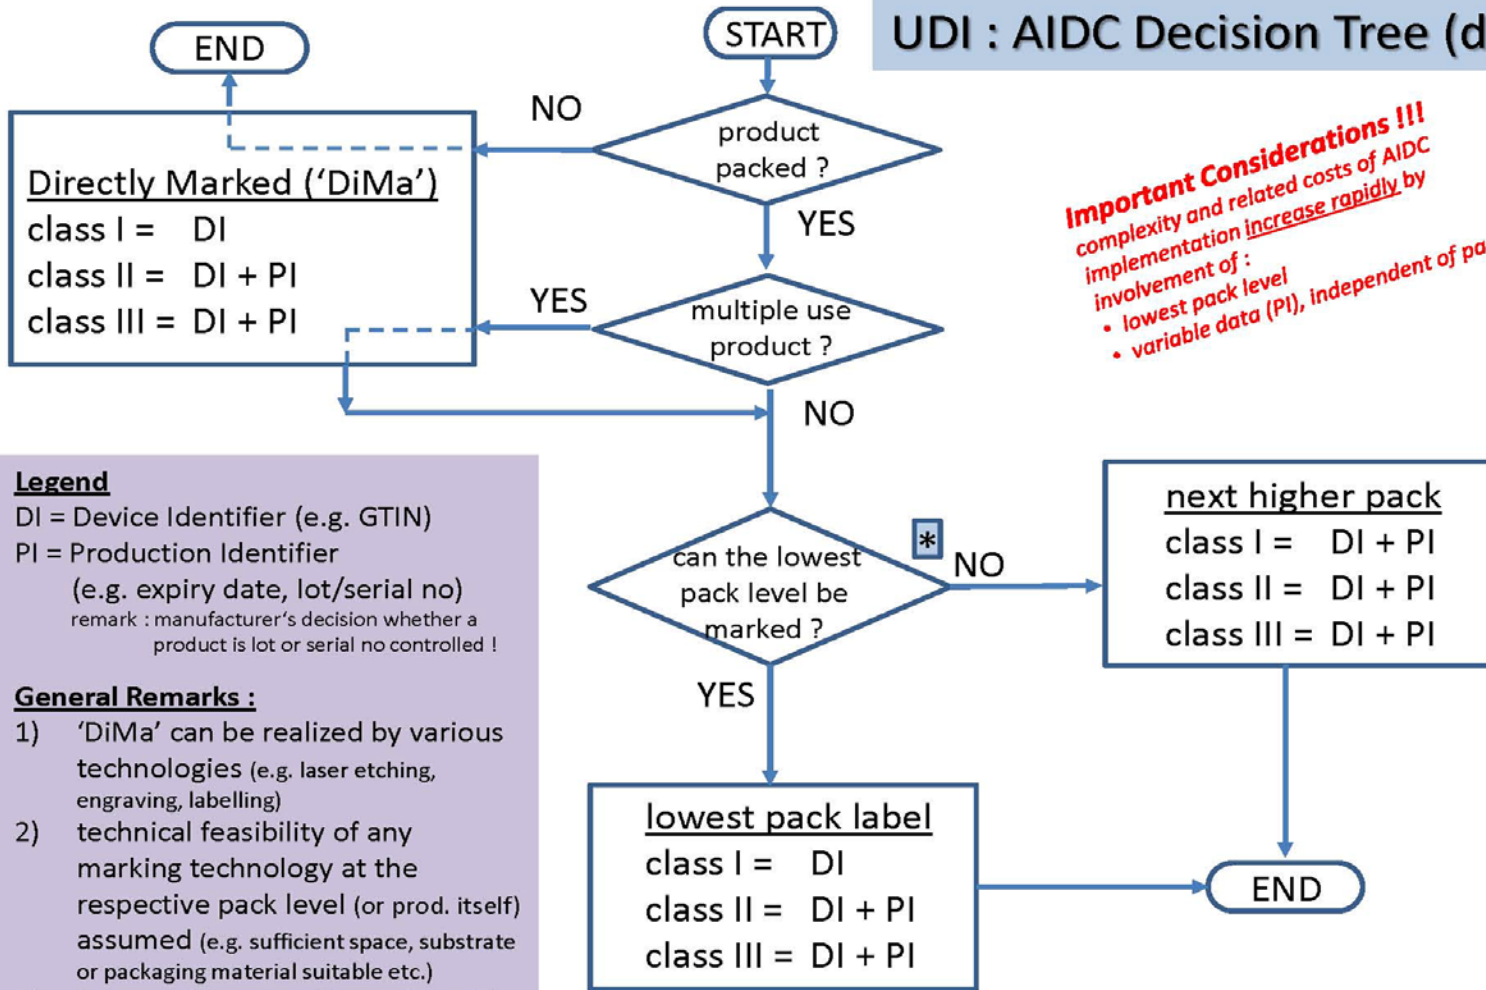 UDI : AIDC Decision Tree (d
START
END
NO
product
packed ?
YES
Directly Marked (‘DiMa’)
class I = DI
class II = DI + PI
class III = DI + PI
YES
multiple use
product ?
NO
Important Considerations !!!
complexity and related costs of AIDC
implementation increase rapidly by
involvement of :
• lowest pack level
• variable data (PI), independent of pa
Legend
DI = Device Identifier (e.g. GTIN)
PI = Production Identifier
(e.g. expiry date, lot/serial no)
remark : manufacturer‘s decision whether a
product is lot or serial no controlled !
General Remarks :
1) ‘DiMa’ can be realized by various
technologies (e.g. laser etching,
engraving, labelling)
2) technical feasibility of any
marking technology at the
respective pack level (or prod. itself)
assumed (e.g. sufficient space, substrate
or packaging material suitable etc.)
can the lowest
pack level be
marked ?
*
NO
YES
next higher pack
class I = DI + PI
class II = DI + PI
class III = DI + PI
lowest pack label
class I = DI
class II = DI + PI
class III = DI + PI
END